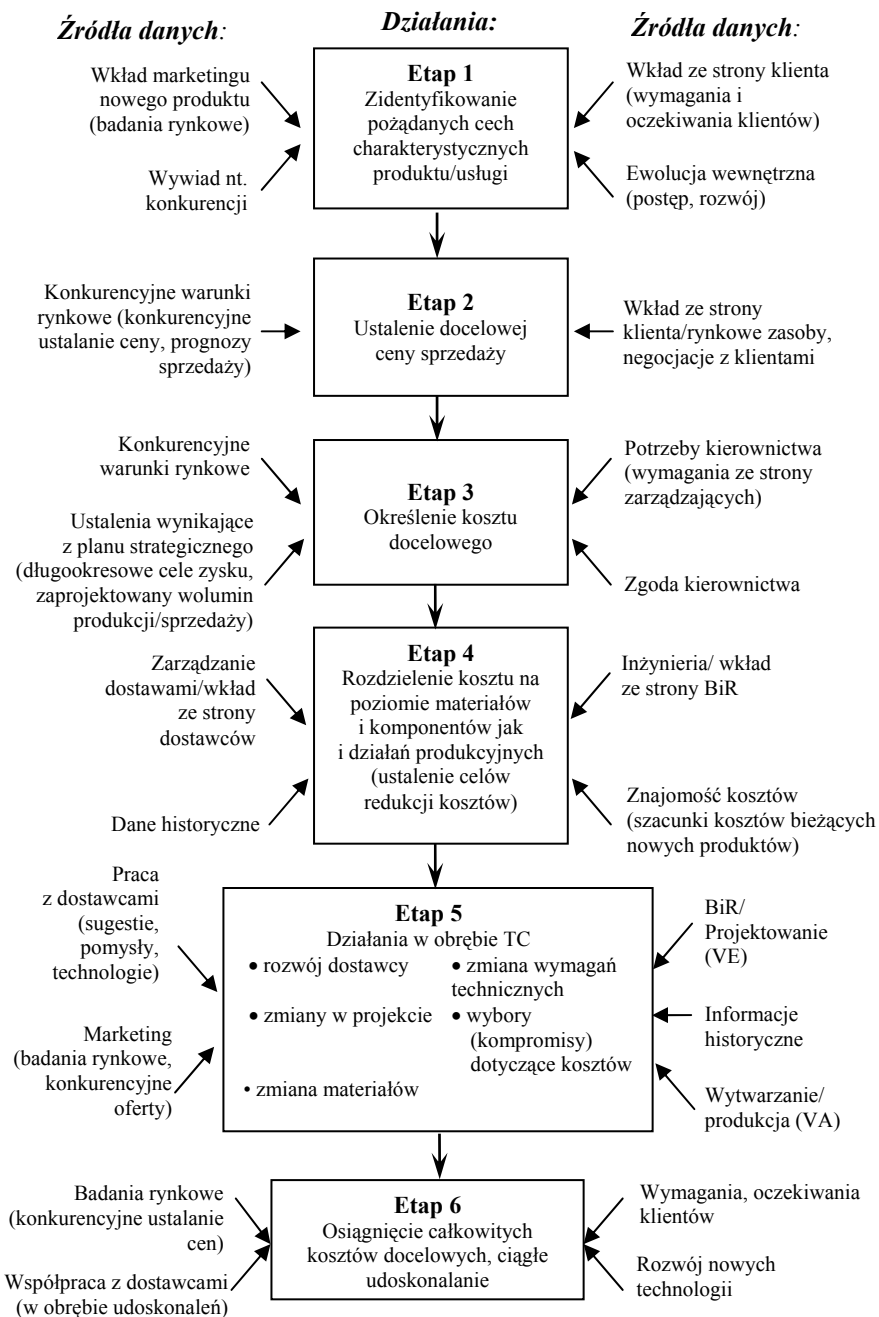 Źródła danych:
Działania:
Źródła danych:
Wkład marketingu
nowego produktu
(badania rynkowe)
Wywiad nt.
konkurencji
Etap 1
Zidentyfikowanie
pożądanych cech
charakterystycznych
produktu/usługi
Wkład ze strony klienta
(wymagania i
oczekiwania klientów)
Ewolucja wewnętrzna
(postęp, rozwój)
Konkurencyjne warunki
rynkowe (konkurencyjne
ustalanie ceny, prognozy
sprzedaży)
Etap 2
Ustalenie docelowej
ceny sprzedaży
Wkład ze strony
klienta/rynkowe zasoby,
negocjacje z klientami
Konkurencyjne
warunki rynkowe
Ustalenia wynikające
z planu strategicznego
(długookresowe cele zysku,
zaprojektowany wolumin
produkcji/sprzedaży)
Etap 3
Określenie kosztu
docelowego
Potrzeby kierownictwa
(wymagania ze strony
zarządzających)
Zgoda kierownictwa
Zarządzanie
dostawami/wkład
ze strony
dostawców
Dane historyczne
Etap 4
Rozdzielenie kosztu na
poziomie materiałów
i komponentów jak
i działań produkcyjnych
(ustalenie celów
redukcji kosztów)
Inżynieria/ wkład
ze strony BiR
Znajomość kosztów
(szacunki kosztów bieżących
nowych produktów)
Praca
z dostawcami
(sugestie,
pomysły,
technologie)
Marketing
(badania rynkowe,
konkurencyjne
oferty)
Etap 5
Działania w obrębie TC
• rozwój dostawcy
• zmiany w projekcie
• zmiana materiałów
• zmiana wymagań
technicznych
• wybory
(kompromisy)
dotyczące kosztów
BiR/
Projektowanie
(VE)
Informacje
historyczne
Wytwarzanie/
produkcja (VA)
Badania rynkowe
(konkurencyjne ustalanie
cen)
Współpraca z dostawcami
(w obrębie udoskonaleń)
Etap 6
Osiągnięcie całkowitych
kosztów docelowych, ciągłe
udoskonalanie
Wymagania, oczekiwania
klientów
Rozwój nowych
technologii